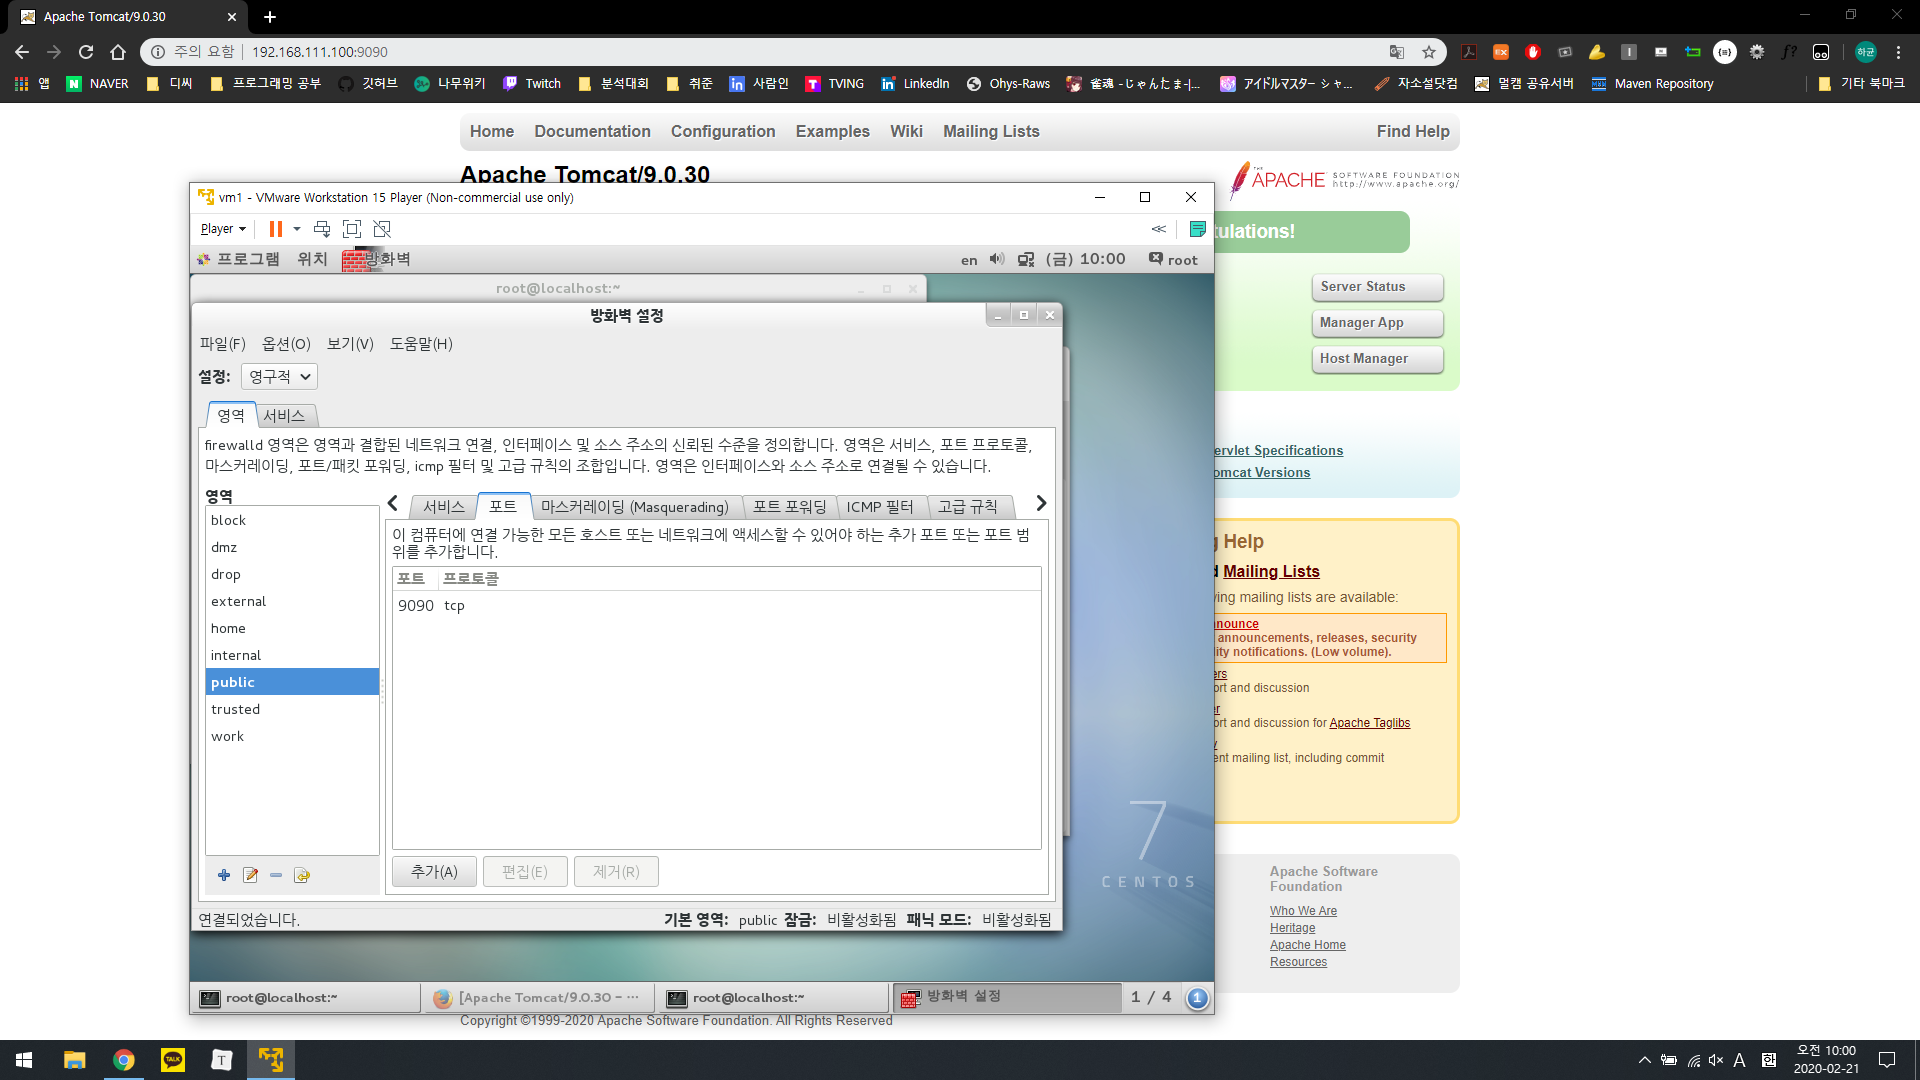 Apache Tomcat/9.0.30
주의 요함
192.168.111.100:9090
앱
NAVER
디씨
프로그래밍 공부
깃허브
나무위키
Twitch
분석대회
취준
사람인
TVING
LinkedIn
Ohys-Raws
雀魂 -じゃんたま-|...
アイドルマスター シャ...
자소설닷컴
멀캠 공유서버
Maven Repository
기타 북마크
Home
Documentation
Configuration
Examples
Wiki
Mailing Lists
Find Help
Apache Tomcat/9.0.30
THE
APACHE
SOFTWARE FOUNDATION
http://www.apache.org/
tulations!
Server Status
Manager App
Host Manager
ervlet Specifications
omcat Versions
g Help
d Mailing Lists
ving mailing lists are available:
nnounce
announcements, releases, security
lity notifications. (Low volume).
ers
ort and discussion
er
ort and discussion for Apache Taglibs
ent mailing list, including commit
Apache Software
Foundation
Who We Are
Heritage
Apache Home
Resources
Copyright ©1999-2020 Apache Software Foundation. All Rights Reserved
vm1 - VMware Workstation 15 Player (Non-commercial use only)
Player
프로그램
위치
방화벽
en
(금) 10:00
root
root@localhost:~
방화벽 설정
파일(F)
옵션(O)
보기(V)
도움말(H)
설정:
영구적
영역
서비스
firewalld 영역은 영역과 결합된 네트워크 연결, 인터페이스 및 소스 주소의 신뢰된 수준을 정의합니다. 영역은 서비스, 포트 프로토콜,
마스커레이딩, 포트/패킷 포워딩, icmp 필터 및 고급 규칙의 조합입니다. 영역은 인터페이스와 소스 주소로 연결될 수 있습니다.
영역
block
dmz
drop
external
home
internal
public
trusted
work
서비스
포트
마스커레이딩 (Masquerading)
포트 포워딩
ICMP 필터
고급 규칙
이 컴퓨터에 연결 가능한 모든 호스트 또는 네트워크에 액세스할 수 있어야 하는 추가 포트 또는 포트 범
위를 추가합니다.
포트
프로토콜
9090
tcp
추가(A)
편집(E)
제거(R)
연결되었습니다.
기본 영역: public 잠금: 비활성화됨 패닉 모드: 비활성화됨
7
CENTOS
root@localhost:~
[Apache Tomcat/9.0.30 – ···
root@localhost:~
방화벽 설정
1 / 4
1
TALK
T
A
한
오전 10:00
2020-02-21